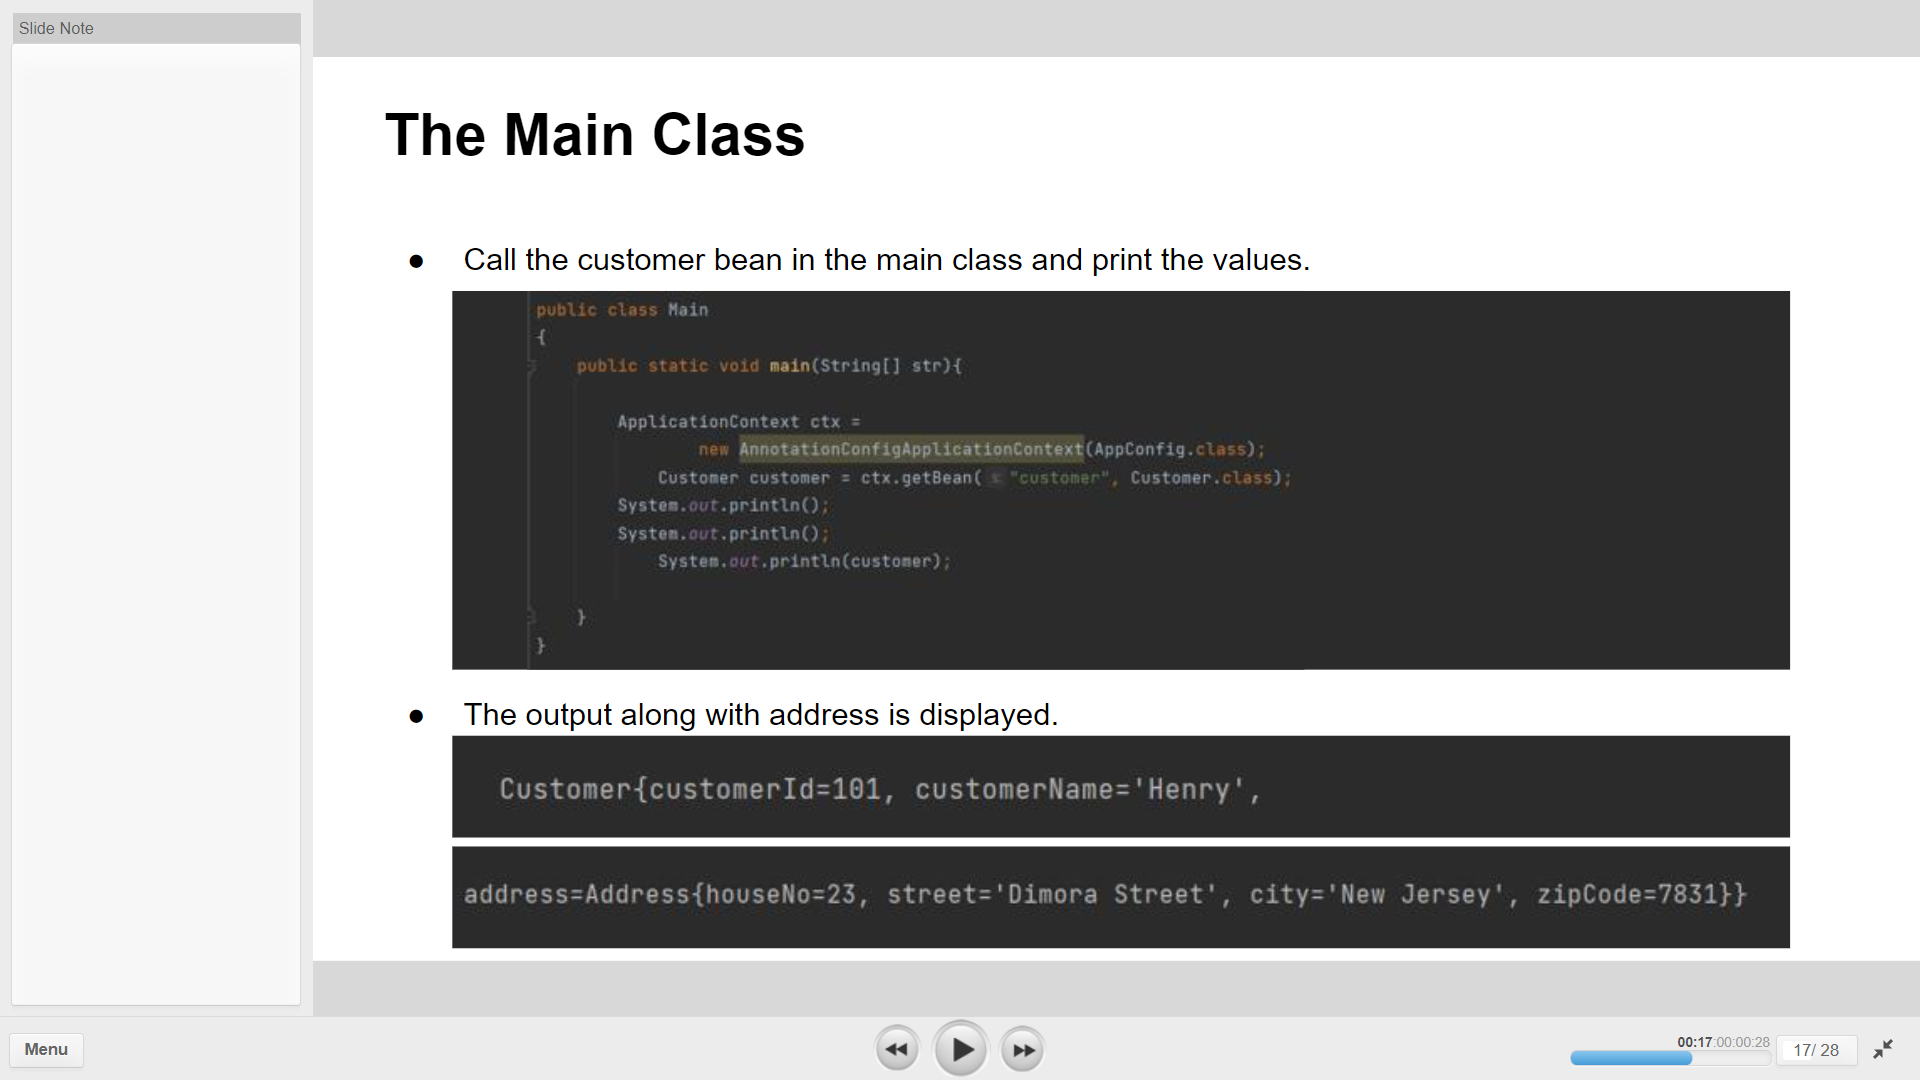 Slide Note
The Main Class
● Call the customer bean in the main class and print the values.
public class Main
{
public static void main(String[] str){
ApplicationContext ctx =
new AnnotationConfigApplicationContext(AppConfig.class);
Customer customer = ctx.getBean( s: "customer", Customer.class);
System.out.println();
System.out.println();
System.out.println(customer);
}
}
● The output along with address is displayed.
Customer{customerId=101, customerName='Henry',
address=Address{houseNo=23, street='Dimora Street', city='New Jersey', zipCode=7831}}
Menu
00:17:00:00:28
17/ 28